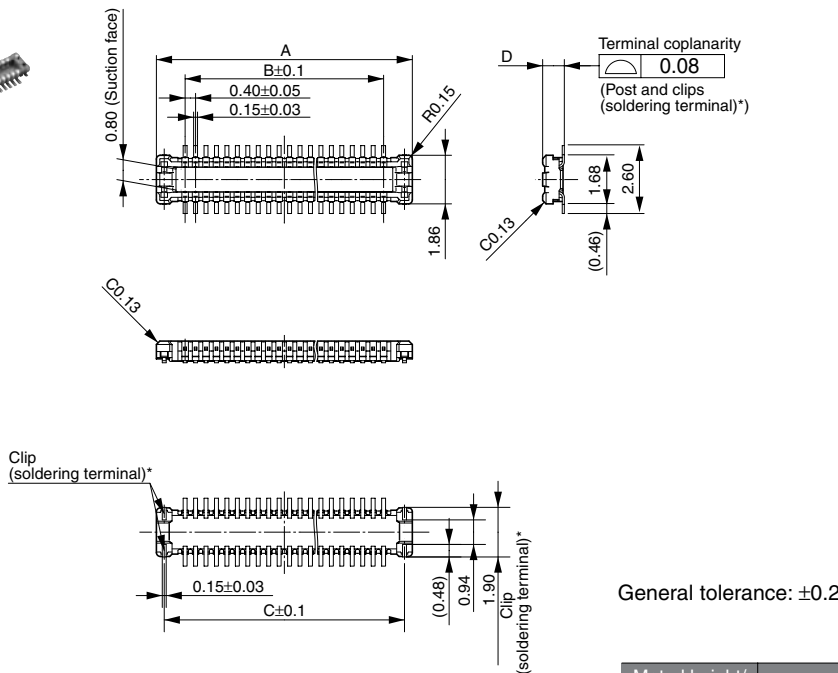 A
B±0.1
0.40±0.05
0.15±0.03
0.80 (Suction face)
R0.15
1.86
D
Terminal coplanarity
0.08
(Post and clips
(soldering terminal)*)
1.68
2.60
(0.46)
C0.13
C0.13
Clip
(soldering terminal)*
0.15±0.03
C±0.1
(0.48)
0.94
1.90
Clip
(soldering terminal)*
General tolerance: ±0.2